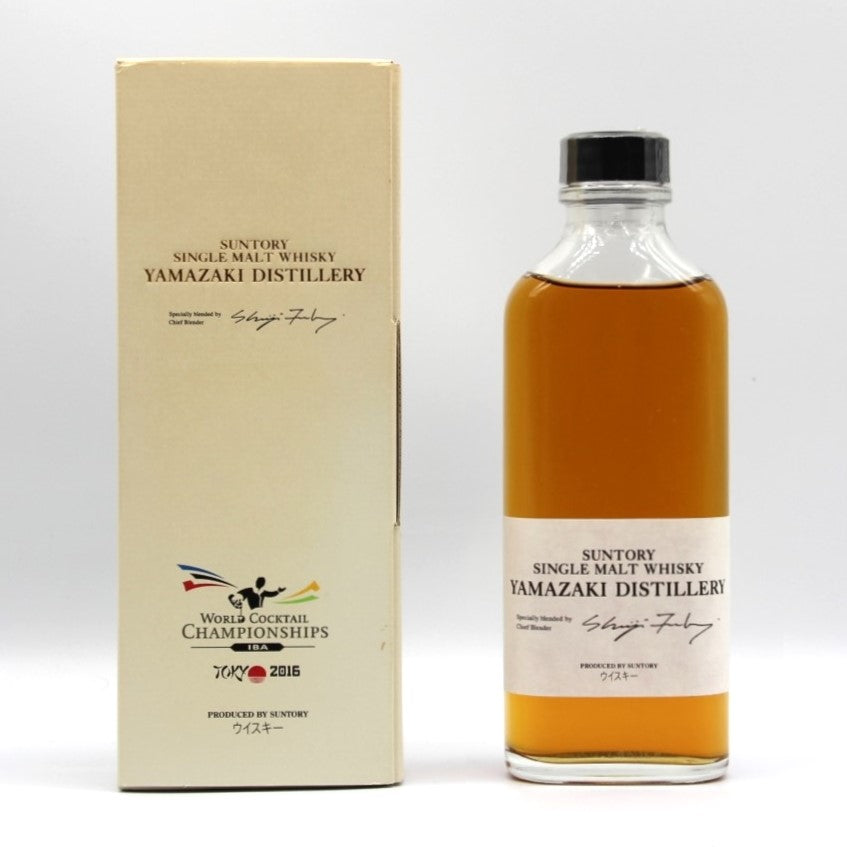 SUNTORY
SINGLE MALT WHISKY
YAMAZAKI DISTILLERY
Specially blended by
Chief Blender
WORLD COCKTAIL
CHAMPIONSHIPS
IBA
TOKYO 2016
PRODUCED BY SUNTORY
ウイスキー
SUNTORY
SINGLE MALT WHISKY
YAMAZAKI DISTILLERY
Specially blended by
Chief Blender
PRODUCED BY SUNTORY
ウイスキー